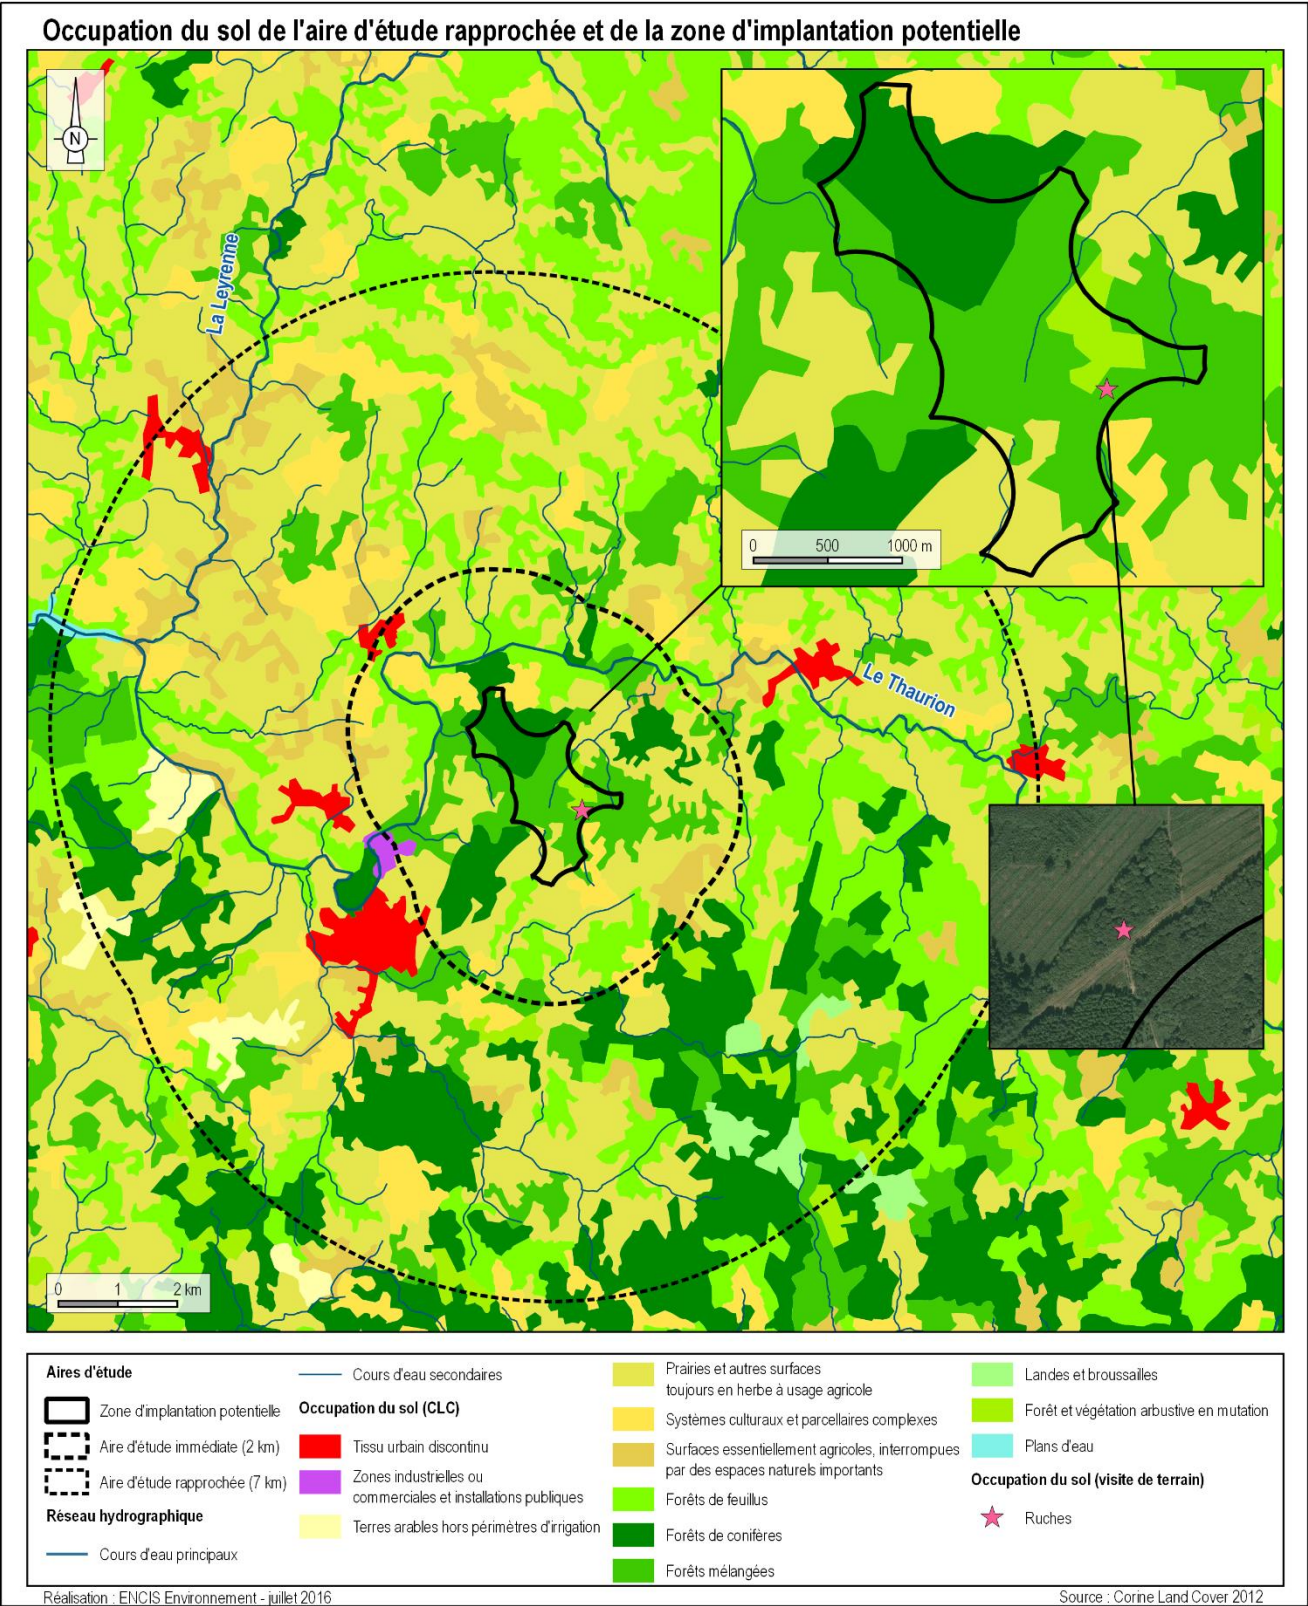 Occupation du sol de l'aire d'étude rapprochée et de la zone d'implantation potentielle
N
La Leyrenne
0 500 1000 m
Le Thaurion
0 1 2 km
Aires d'étude
Zone d'implantation potentielle
Aire d'étude immédiate (2 km)
Aire d'étude rapprochée (7 km)
Réseau hydrographique
Cours d'eau principaux
Cours d'eau secondaires
Occupation du sol (CLC)
Tissu urbain discontinu
Zones industrielles ou
commerciales et installations publiques
Terres arables hors périmètres d'irrigation
Prairies et autres surfaces
toujours en herbe à usage agricole
Systèmes culturaux et parcellaires complexes
Surfaces essentiellement agricoles, interrompues
par des espaces naturels importants
Forêts de feuillus
Forêts de conifères
Forêts mélangées
Landes et broussailles
Forêt et végétation arbustive en mutation
Plans d'eau
Occupation du sol (visite de terrain)
Ruches
Réalisation : ENCIS Environnement - juillet 2016
Source : Corine Land Cover 2012